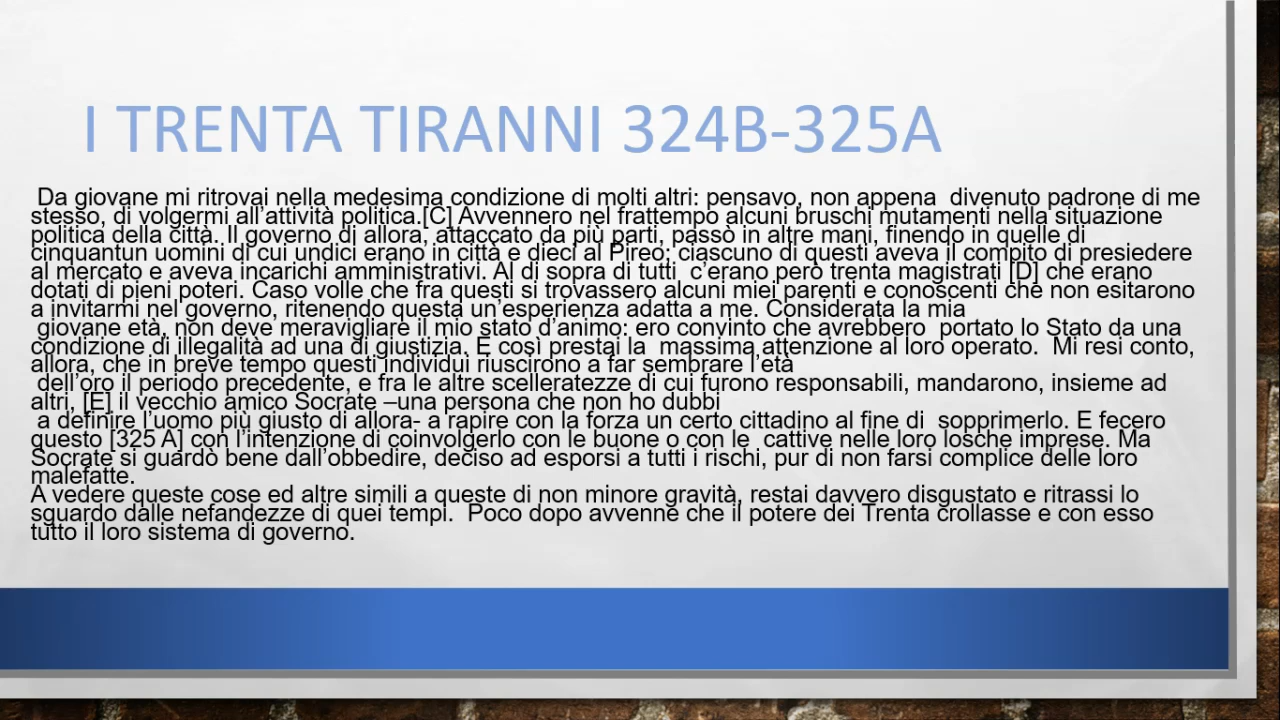 I TRENTA TIRANNI 324B-325A
Da giovane mi ritrovai nella medesima condizione di molti altri: pensavo, non appena  divenuto padrone di me
stesso, di volgermi all’attività politica.[C] Avvennero nel frattempo alcuni bruschi mutamenti nella situazione
politica della città. Il governo di allora, attaccato da più parti, passò in altre mani, finendo in quelle di
cinquantun uomini di cui undici erano in città e dieci al Pireo; ciascuno di questi aveva il compito di presiedere
al mercato e aveva incarichi amministrativi. Al di sopra di tutti  c’erano però trenta magistrati [D] che erano
dotati di pieni poteri. Caso volle che fra questi si trovassero alcuni miei parenti e conoscenti che non esitarono
a invitarmi nel governo, ritenendo questa un’esperienza adatta a me. Considerata la mia
giovane età, non deve meravigliare il mio stato d’animo: ero convinto che avrebbero  portato lo Stato da una
condizione di illegalità ad una di giustizia. E così prestai la  massima attenzione al loro operato.  Mi resi conto,
allora, che in breve tempo questi individui riuscirono a far sembrare l’età
dell’oro il periodo precedente, e fra le altre scelleratezze di cui furono responsabili, mandarono, insieme ad
altri, [E] il vecchio amico Socrate –una persona che non ho dubbi
a definire l’uomo più giusto di allora- a rapire con la forza un certo cittadino al fine di  sopprimerlo. E fecero
questo [325 A] con l’intenzione di coinvolgerlo con le buone o con le  cattive nelle loro losche imprese. Ma
Socrate si guardò bene dall’obbedire, deciso ad esporsi a tutti i rischi, pur di non farsi complice delle loro
malefatte.
A vedere queste cose ed altre simili a queste di non minore gravità, restai davvero disgustato e ritrassi lo
sguardo dalle nefandezze di quei tempi.  Poco dopo avvenne che il potere dei Trenta crollasse e con esso
tutto il loro sistema di governo.